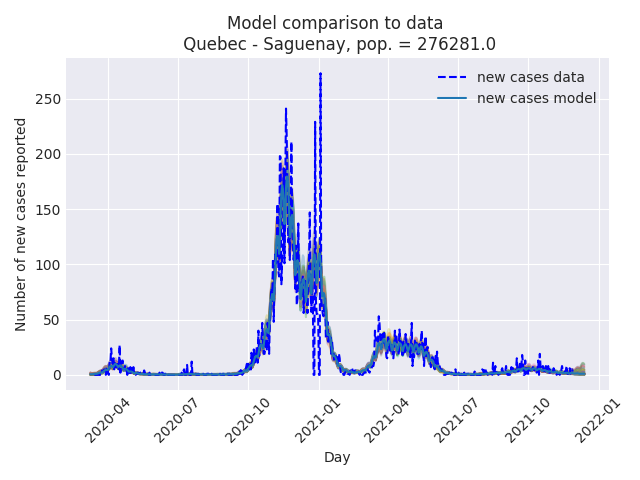 Model comparison to data
Quebec - Saguenay, pop. = 276281.0
new cases data
new cases model
Number of new cases reported
250
200
150
100
50
0
2020-04
2020-07
2020-10
2021-01
2021-04
2021-07
2021-10
2022-01
Day